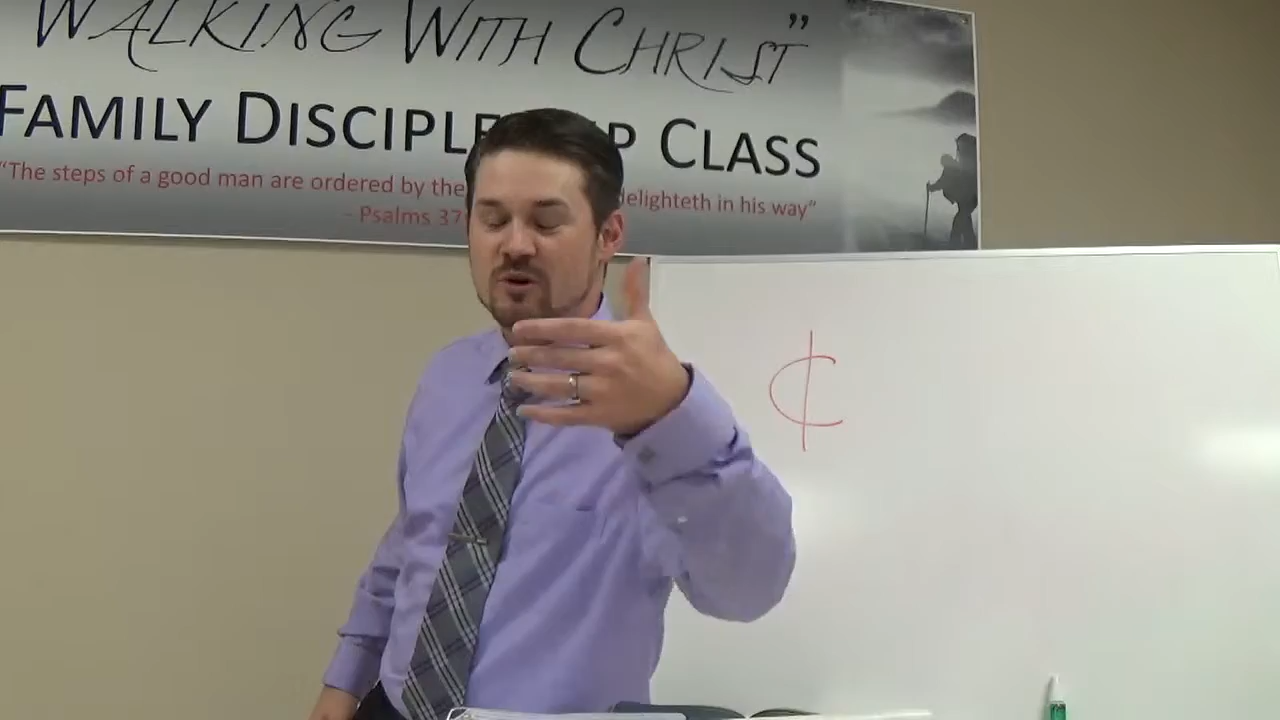 WALKING WITH CHRIST”
FAMILY DISCIPLE P CLASS
“The steps of a good man are ordered by the delighteth in his way”
- Psalms 37
¢